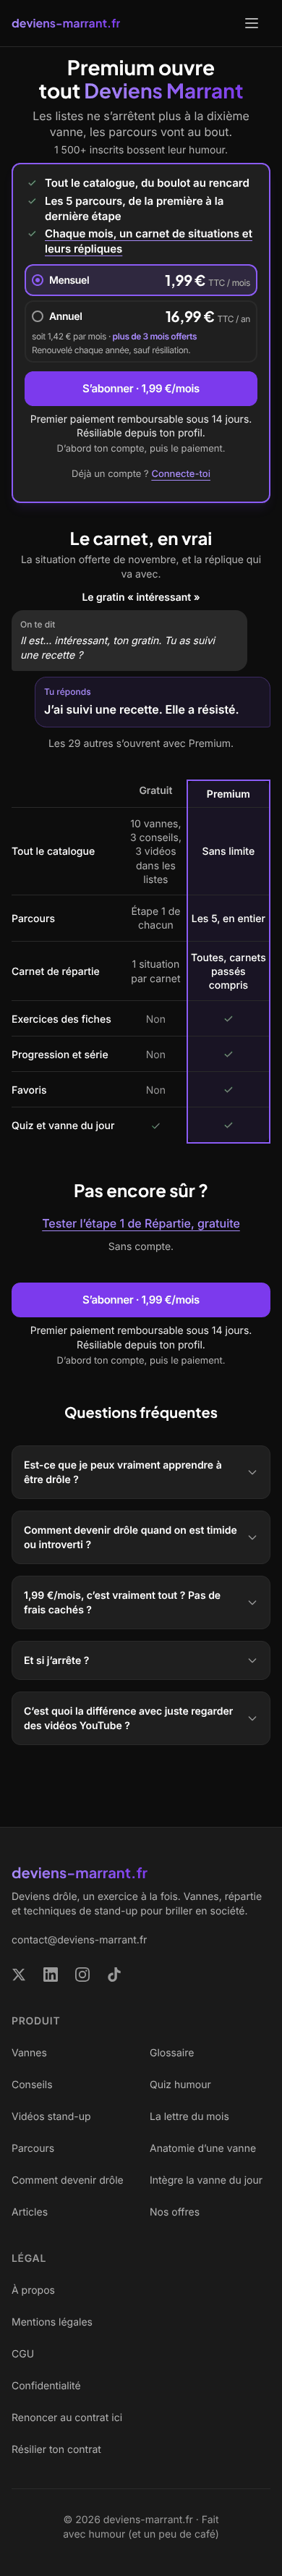 deviens-marrant.fr
Premium ouvre
tout Deviens Marrant
Les listes ne s'arrêtent plus à la dixième
vanne, les parcours vont au bout.
1 500+ inscrits bossent leur humour.
Tout le catalogue, du boulot au rencard
Les 5 parcours, de la première à la
dernière étape
Chaque mois, un carnet de situations et
leurs répliques
Mensuel 1,99 € TTC / mois
Annuel 16,99 € TTC / an
soit 1,42 € par mois · plus de 3 mois offerts
Renouvelé chaque année, sauf résiliation.
S'abonner · 1,99 €/mois
Premier paiement remboursable sous 14 jours.
Résiliable depuis ton profil.
D'abord ton compte, puis le paiement.
Déjà un compte ? Connecte-toi
Le carnet, en vrai
La situation offerte de novembre, et la réplique qui
va avec.
Le gratin « intéressant »
On te dit
Il est... intéressant, ton gratin. Tu as suivi
une recette ?
Tu réponds
J'ai suivi une recette. Elle a résisté.
Les 29 autres s'ouvrent avec Premium.
Gratuit Premium
Tout le catalogue
10 vannes,
3 conseils,
3 vidéos
dans les
listes
Sans limite
Parcours
Étape 1 de
chacun
Les 5, en entier
Carnet de répartie
1 situation
par carnet
Toutes, carnets
passés
compris
Exercices des fiches Non ✓
Progression et série Non ✓
Favoris Non ✓
Quiz et vanne du jour ✓ ✓
Pas encore sûr ?
Tester l'étape 1 de Répartie, gratuite
Sans compte.
S'abonner · 1,99 €/mois
Premier paiement remboursable sous 14 jours.
Résiliable depuis ton profil.
D'abord ton compte, puis le paiement.
Questions fréquentes
Est-ce que je peux vraiment apprendre à
être drôle ?
Comment devenir drôle quand on est timide
ou introverti ?
1,99 €/mois, c'est vraiment tout ? Pas de
frais cachés ?
Et si j'arrête ?
C'est quoi la différence avec juste regarder
des vidéos YouTube ?
deviens-marrant.fr
Deviens drôle, un exercice à la fois. Vannes, répartie
et techniques de stand-up pour briller en société.
contact@deviens-marrant.fr
PRODUIT
Vannes Glossaire
Conseils Quiz humour
Vidéos stand-up La lettre du mois
Parcours Anatomie d'une vanne
Comment devenir drôle Intègre la vanne du jour
Articles Nos offres
LÉGAL
À propos
Mentions légales
CGU
Confidentialité
Renoncer au contrat ici
Résilier ton contrat
© 2026 deviens-marrant.fr · Fait
avec humour (et un peu de café)